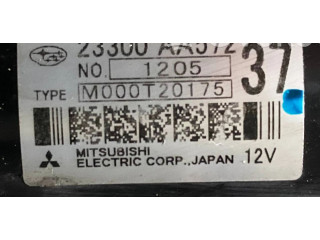 23300 AA572
37
NO. 1205
TYPE M000T20175
MITSUBISHI
ELECTRIC CORP., JAPAN 12V